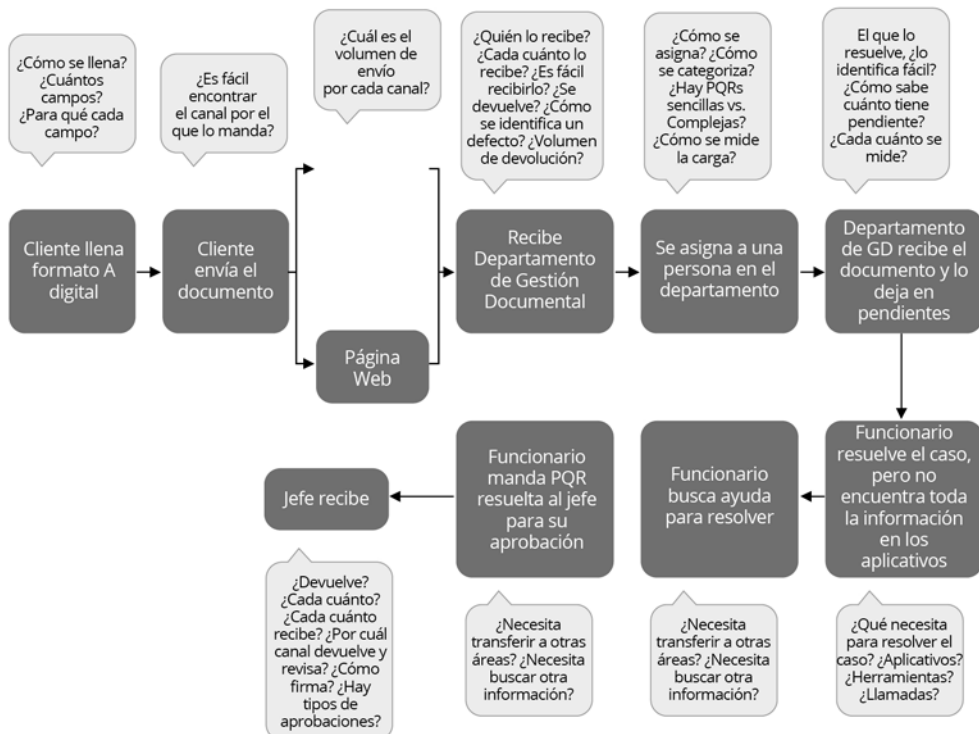 ¿Cómo se llena?
¿Cuántos
campos?
¿Para qué cada
campo?
¿Es fácil
encontrar
el canal por el
que lo manda?
¿Cuál es el
volumen de
envío
por cada canal?
¿Quién lo recibe?
¿Cada cuánto lo
recibe? ¿Es fácil
recibirlo? ¿Se
devuelve? ¿Cómo
se identifica un
defecto? ¿Volumen
de devolución?
¿Cómo se
asigna? ¿Cómo
se categoriza?
¿Hay PQRs
sencillas vs.
Complejas?
¿Cómo se mide
la carga?
El que lo
resuelve, ¿lo
identifica fácil?
¿Cómo sabe
cuánto tiene
pendiente?
¿Cada cuánto se
mide?
Cliente llena
formato A
digital
Cliente
envía el
documento
Página
Web
Recibe
Departamento
de Gestión
Documental
Se asigna a una
persona en el
departamento
Departamento
de GD recibe el
documento y lo
deja en
pendientes
Funcionario
resuelve el caso,
pero no
encuentra toda
la información
en los
aplicativos
Funcionario
busca ayuda
para resolver
Funcionario
manda PQR
resuelta al jefe
para su
aprobación
Jefe recibe
¿Devuelve?
¿Cada cuánto?
¿Cada cuánto
recibe? ¿Por cuál
canal devuelve y
revisa? ¿Cómo
firma? ¿Hay
tipos de
aprobaciones?
¿Necesita
transferir a otras
áreas? ¿Necesita
buscar otra
información?
¿Necesita
transferir a otras
áreas? ¿Necesita
buscar otra
información?
¿Qué necesita
para resolver el
caso? ¿Aplicativos?
¿Herramientas?
¿Llamadas?